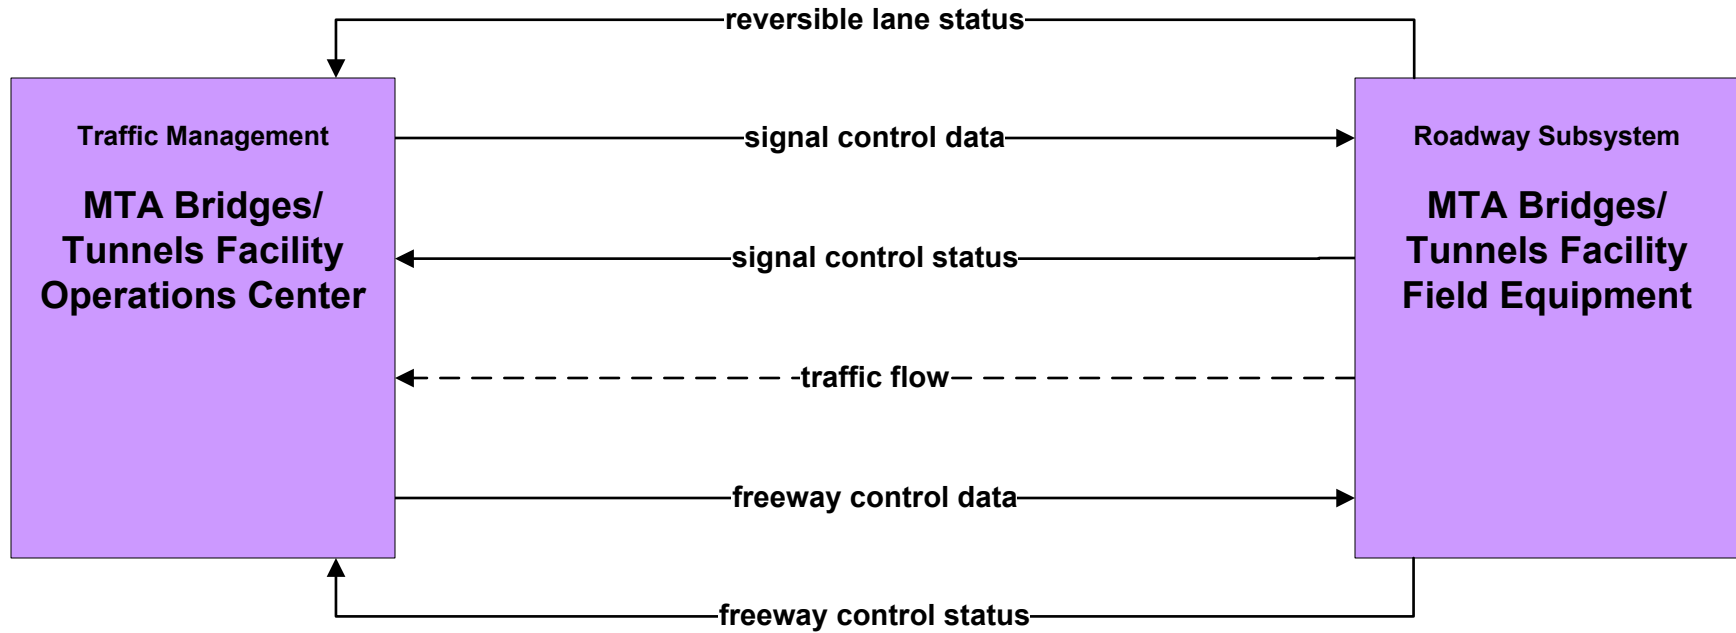 reversible lane status
Traffic Management
MTA Bridges/
Tunnels Facility
Operations Center
signal control data
signal control status
traffic flow
freeway control data
freeway control status
Roadway Subsystem
MTA Bridges/
Tunnels Facility
Field Equipment